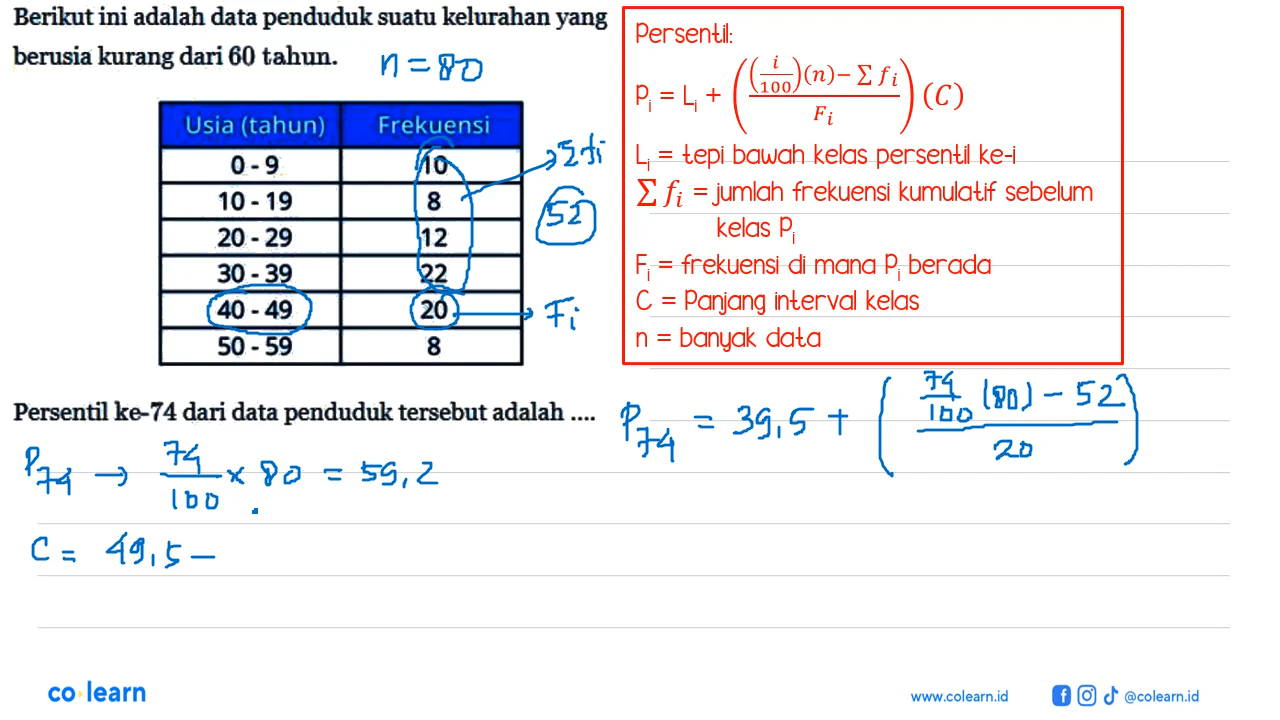 Berikut ini adalah data penduduk suatu kelurahan yang
berusia kurang dari 60 tahun.
n = 80
Usia (tahun) Frekuensi
0 - 9 10
10 - 19 8
20 - 29 12
30 - 39 22
40 - 49 20
50 - 59 8
Σfi
52
Fi
Persentil ke-74 dari data penduduk tersebut adalah ....
P74 → 74/100 × 80 = 59,2
C = 49,5 –
Persentil:
Pi = Li + (((i/100)(n) – ∑ fi)/Fi) (C)
Li = tepi bawah kelas persentil ke-i
∑ fi = jumlah frekuensi kumulatif sebelum
kelas Pi
Fi = frekuensi di mana Pi berada
C = Panjang interval kelas
n = banyak data
P74 = 39,5 + ((74/100 (80) – 52)/20)
co learn
www.colearn.id
@colearn.id